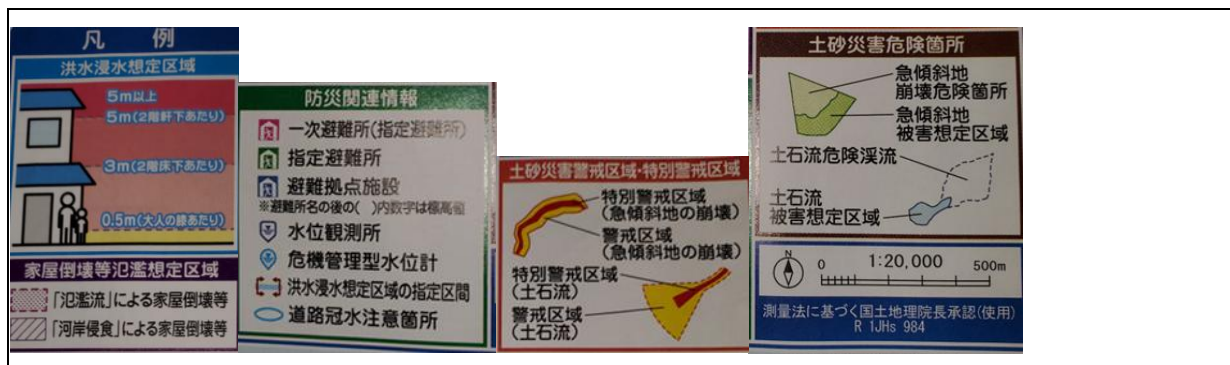 凡 例
洪水浸水想定区域
5m以上
5m(2階軒下あたり)
3m(2階床下あたり)
0.5m(大人の膝あたり)
家屋倒壊等氾濫想定区域
「氾濫流」による家屋倒壊等
「河岸侵食」による家屋倒壊等
防災関連情報
一次避難所(指定避難所)
指定避難所
避難拠点施設
※避難所名の後の( )内数字は標高値
水位観測所
危機管理型水位計
洪水浸水想定区域の指定区間
道路冠水注意箇所
土砂災害警戒区域・特別警戒区域
特別警戒区域
(急傾斜地の崩壊)
警戒区域
(急傾斜地の崩壊)
特別警戒区域
(土石流)
警戒区域
(土石流)
土砂災害危険箇所
急傾斜地
崩壊危険箇所
急傾斜地
被害想定区域
土石流危険渓流
土石流
被害想定区域
N
0 1:20,000 500m
測量法に基づく国土地理院長承認(使用)
R 1JHs 984